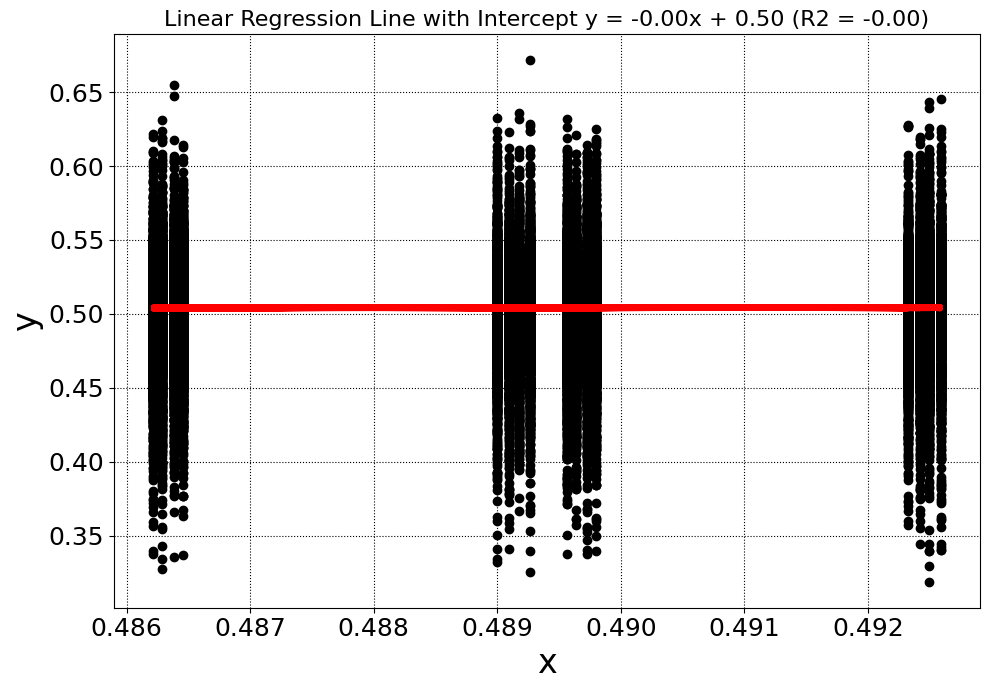 Linear Regression Line with Intercept y = -0.00x + 0.50 (R2 = -0.00)
y
0.65
0.60
0.55
0.50
0.45
0.40
0.35
0.486 0.487 0.488 0.489 0.490 0.491 0.492
x